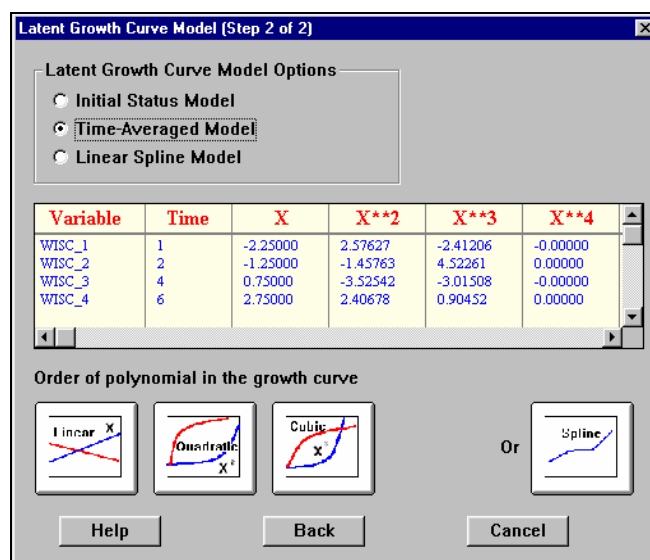 Latent Growth Curve Model (Step 2 of 2)
Latent Growth Curve Model Options
Initial Status Model
Time-Averaged Model
Linear Spline Model
Variable Time X X**2 X**3 X**4
WISC_1 1 -2.25000 2.57627 -2.41206 -0.00000
WISC_2 2 -1.25000 -1.45763 4.52261 0.00000
WISC_3 4 0.75000 -3.52542 -3.01508 -0.00000
WISC_4 6 2.75000 2.40678 0.90452 0.00000
Order of polynomial in the growth curve
Linear X
Quadratic X²
Cubic X³
Or
Spline
Help Back Cancel